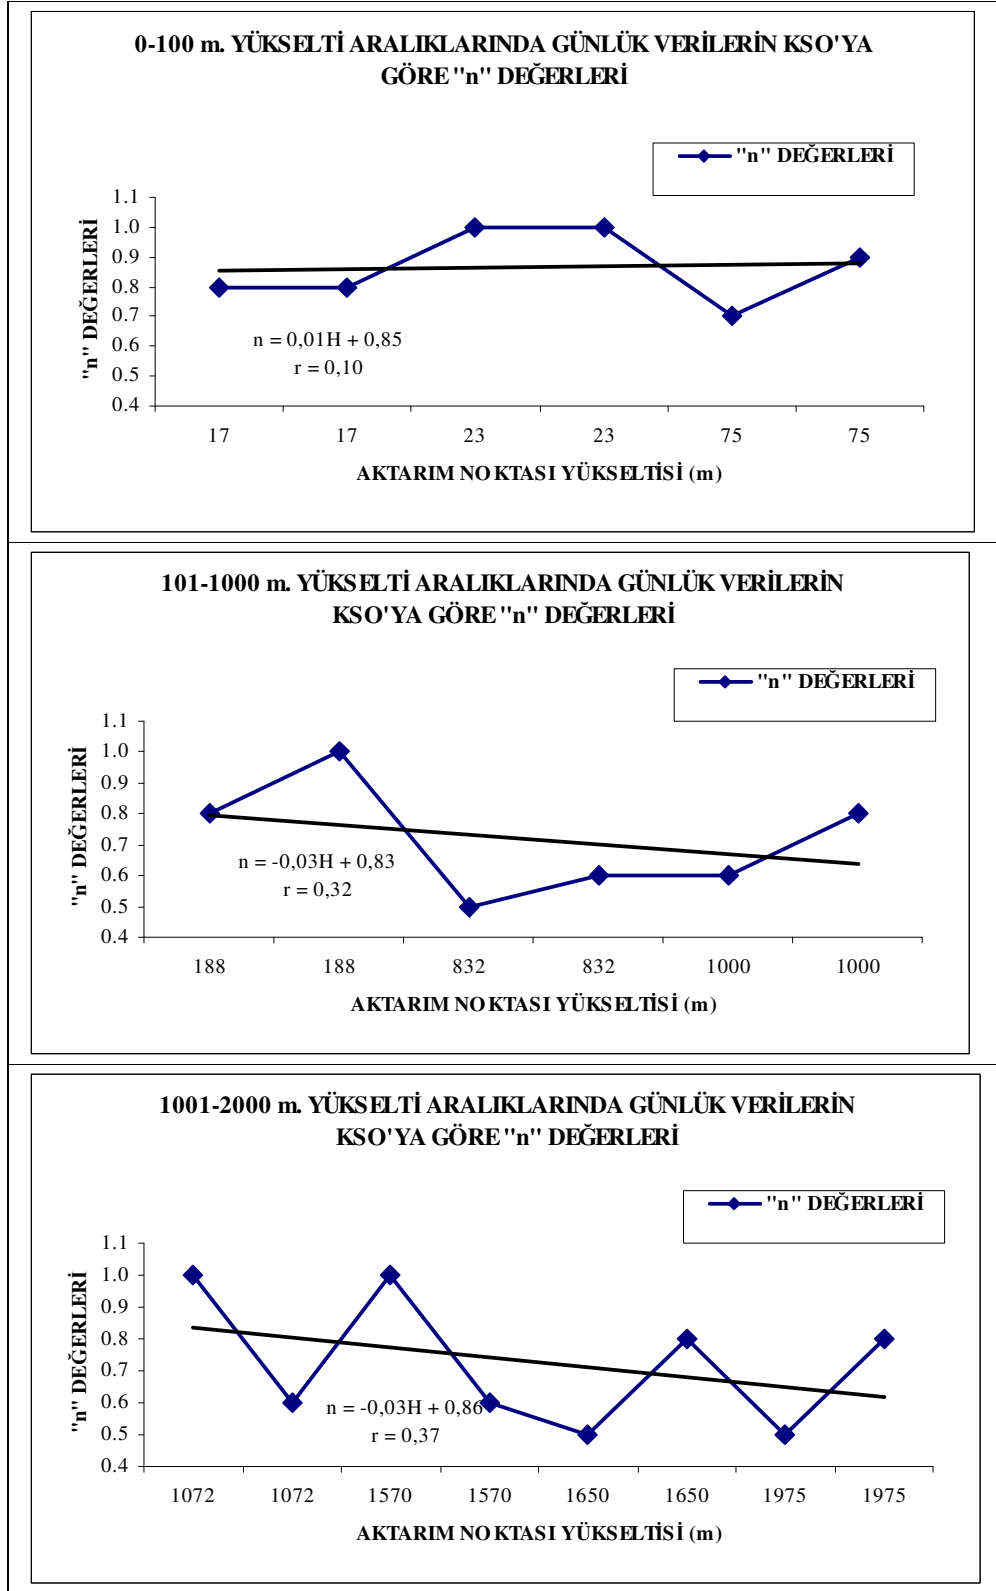 0-100 m. YÜKSELTİ ARALIKLARINDA GÜNLÜK VERİLERİN KSO'YA
GÖRE "n" DEĞERLERİ
"n" DEĞERLERİ
"n" DEĞERLERİ
1.1
1.0
0.9
0.8
0.7
0.6
0.5
0.4
n = 0,01H + 0,85
r = 0,10
17 17 23 23 75 75
AKTARIM NOKTASI YÜKSELTİSİ (m)
101-1000 m. YÜKSELTİ ARALIKLARINDA GÜNLÜK VERİLERİN
KSO'YA GÖRE "n" DEĞERLERİ
"n" DEĞERLERİ
"n" DEĞERLERİ
1.1
1.0
0.9
0.8
0.7
0.6
0.5
0.4
n = -0,03H + 0,83
r = 0,32
188 188 832 832 1000 1000
AKTARIM NOKTASI YÜKSELTİSİ (m)
1001-2000 m. YÜKSELTİ ARALIKLARINDA GÜNLÜK VERİLERİN
KSO'YA GÖRE "n" DEĞERLERİ
"n" DEĞERLERİ
"n" DEĞERLERİ
1.1
1.0
0.9
0.8
0.7
0.6
0.5
0.4
n = -0,03H + 0,86
r = 0,37
1072 1072 1570 1570 1650 1650 1975 1975
AKTARIM NOKTASI YÜKSELTİSİ (m)